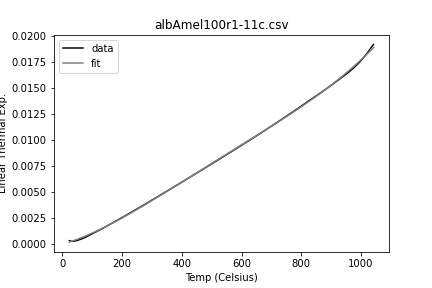 albAmel100r1-11c.csv
0.0200
0.0175
0.0150
0.0125
0.0100
0.0075
0.0050
0.0025
0.0000
data
fit
Linear Thermal Exp.
0 200 400 600 800 1000
Temp (Celsius)